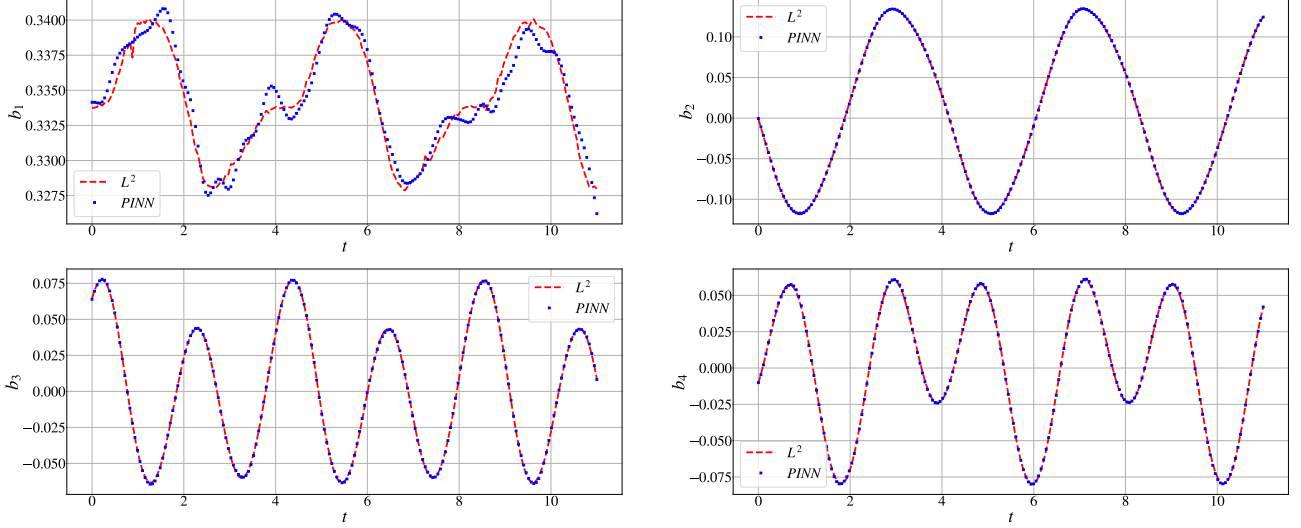 0.3400
0.3375
0.3350
0.3325
0.3300
0.3275
b₁
L²
PINN
0 2 4 6 8 10
t
0.10
0.05
0.00
−0.05
−0.10
b₂
L²
PINN
0 2 4 6 8 10
t
0.075
0.050
0.025
0.000
−0.025
−0.050
b₃
L²
PINN
0 2 4 6 8 10
t
0.050
0.025
0.000
−0.025
−0.050
−0.075
b₄
L²
PINN
0 2 4 6 8 10
t